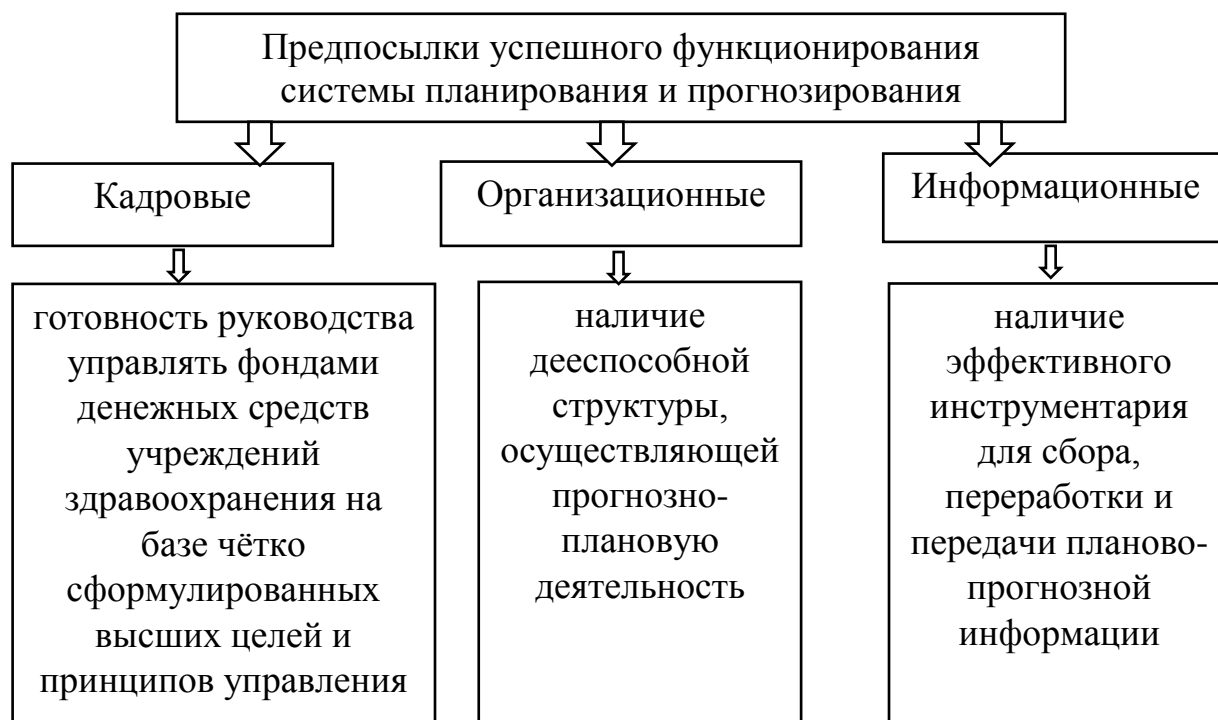 Предпосылки успешного функционирования
системы планирования и прогнозирования
Кадровые
Организационные
Информационные
готовность руководства
управлять фондами
денежных средств
учреждений
здравоохранения на
базе чётко
сформулированных
высших целей и
принципов управления
наличие
дееспособной
структуры,
осуществляющей
прогнозно-
плановую
деятельность
наличие
эффективного
инструментария
для сбора,
переработки и
передачи планово-
прогнозной
информации